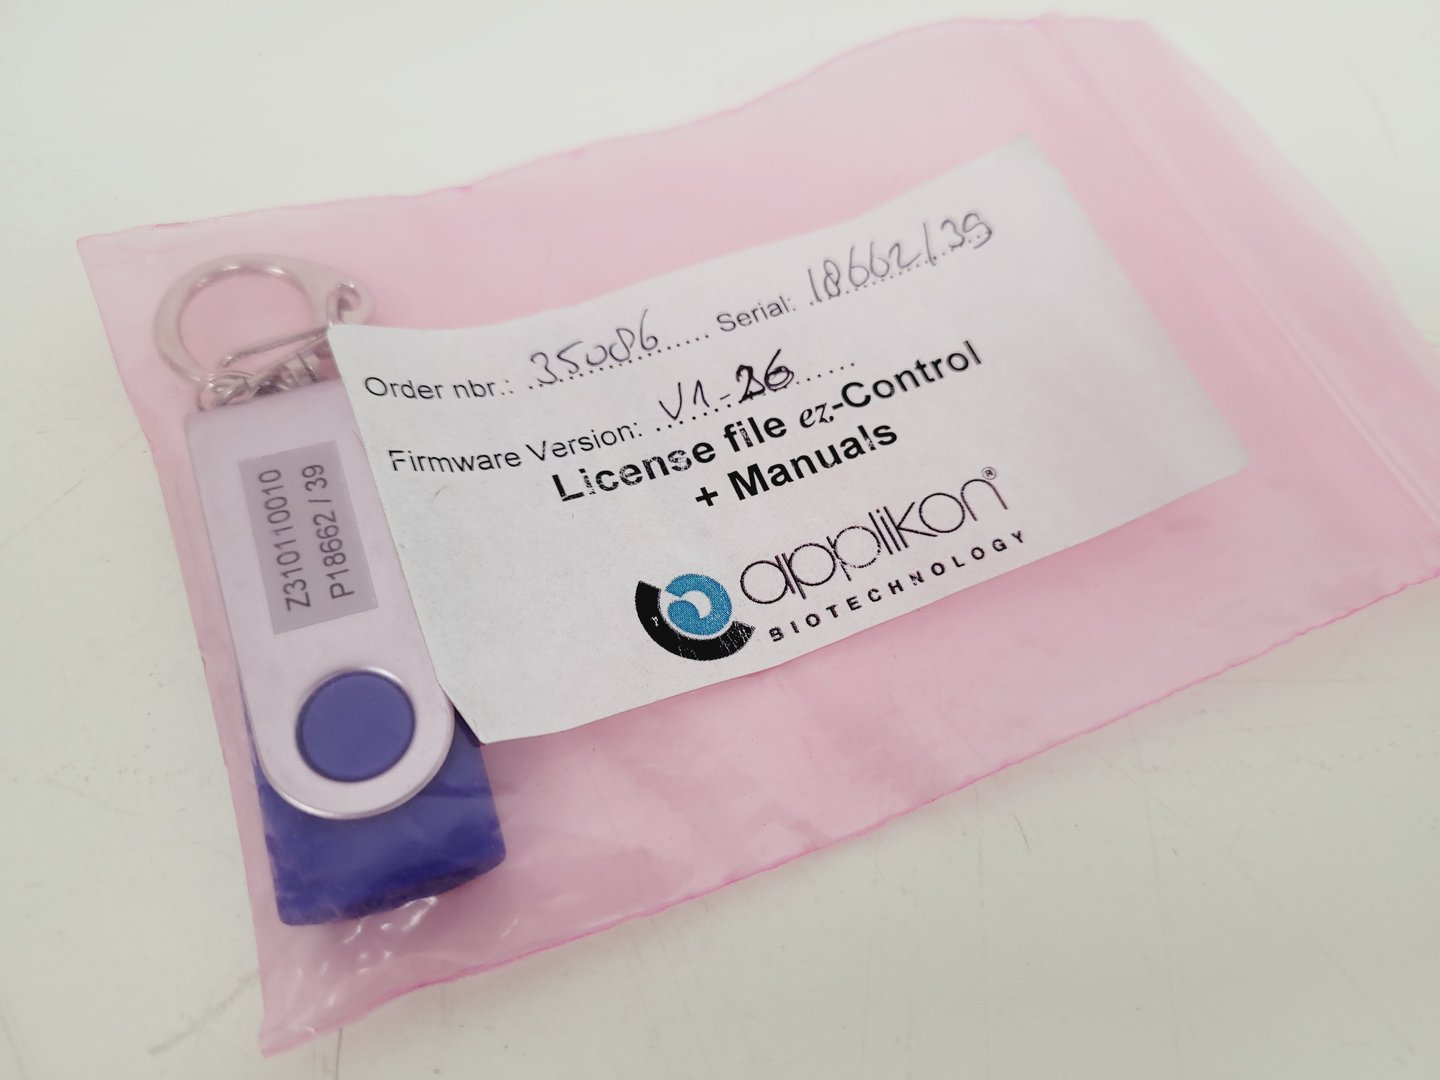 Order nbr.: 35086 Serial: 18662/39
Firmware Version: V1-26
License file ez-Control
+ Manuals
applikon®
BIOTECHNOLOGY
Z310110010
P18662 / 39